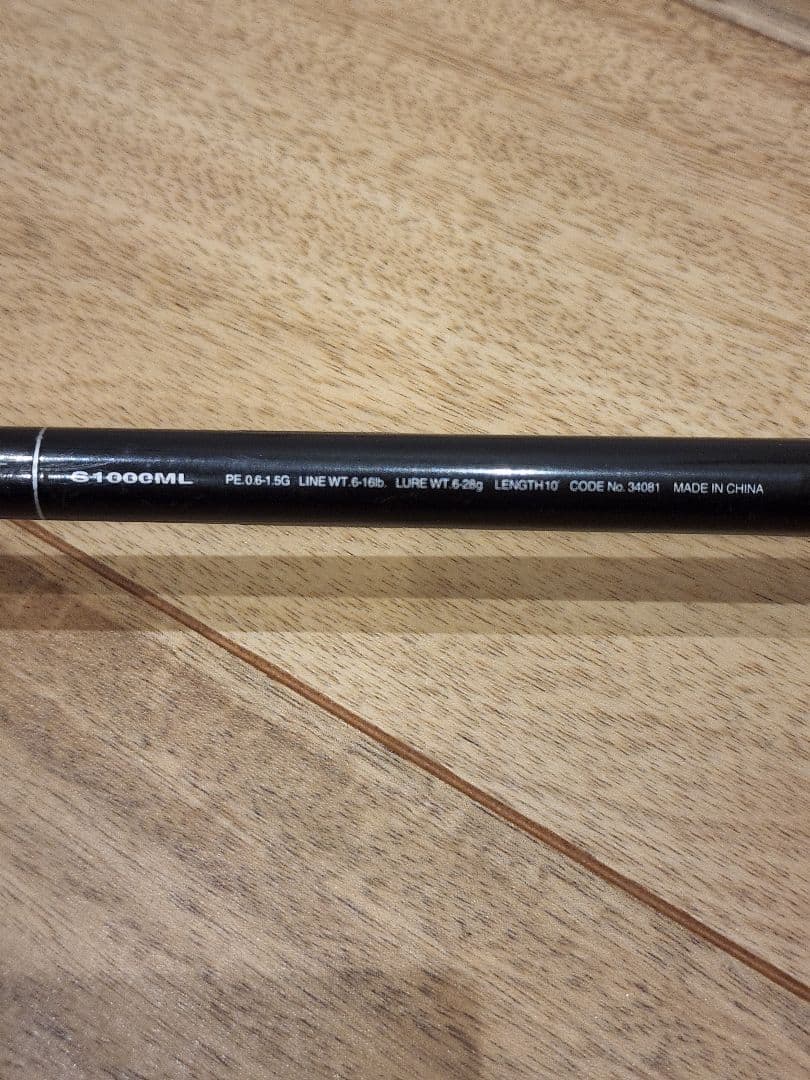 S1000ML PE.0.6-1.5G LINE WT.6-16lb. LURE WT.6-28g LENGTH10' CODE No. 34081 MADE IN CHINA